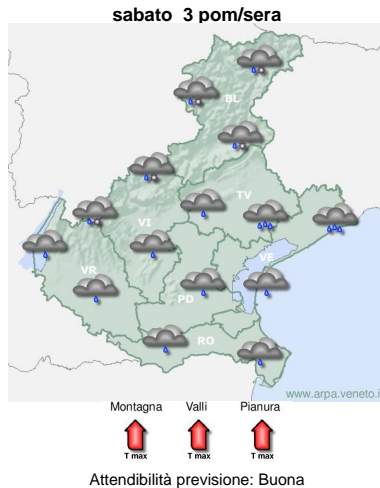 sabato 3 pom/sera
BL
TV
VI
VE
VR
PD
RO
www.arpa.veneto.i
Montagna Valli Pianura
T max T max T max
Attendibilità previsione: Buona